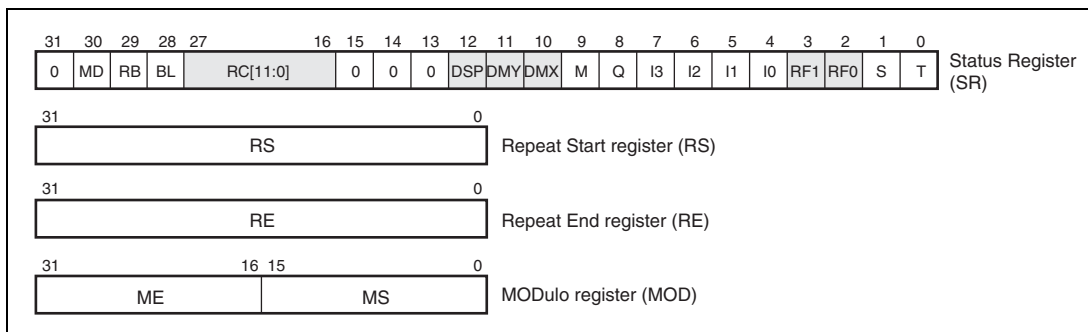 31 30 29 28 27 16 15 14 13 12 11 10 9 8 7 6 5 4 3 2 1 0
0 MD RB BL RC[11:0] 0 0 0 DSP DMY DMX M Q I3 I2 I1 I0 RF1 RF0 S T
Status Register
(SR)
31 0
RS Repeat Start register (RS)
31 0
RE Repeat End register (RE)
31 16 15 0
ME MS MODulo register (MOD)